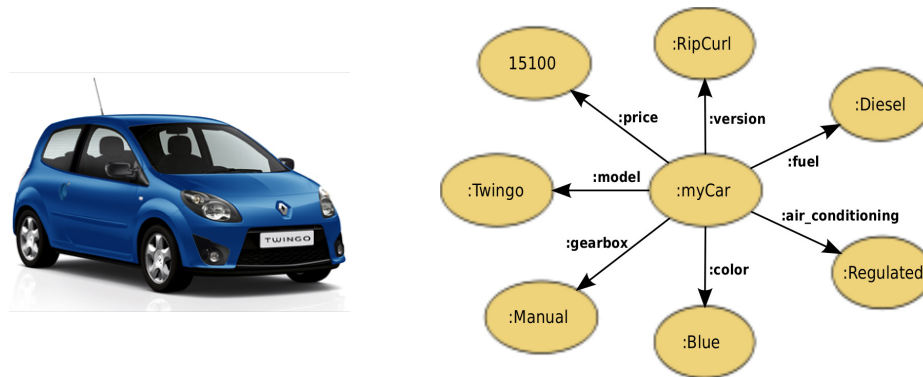 TWINGO
:RipCurl
15100
:Diesel
:price
:version
:fuel
:Twingo
:model
:myCar
:air_conditioning
:gearbox
:color
:Regulated
:Manual
:Blue